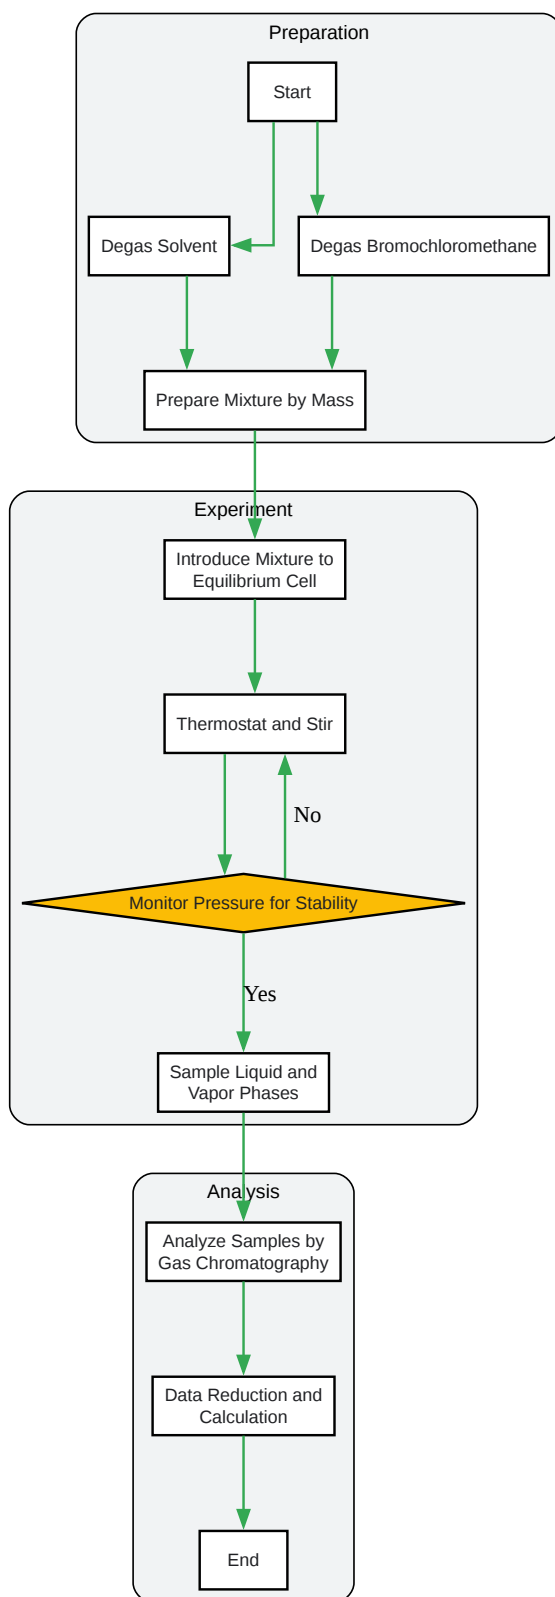 Preparation
Start
Degas Solvent
Degas Bromochloromethane
Prepare Mixture by Mass
Experiment
Introduce Mixture to
Equilibrium Cell
Thermostat and Stir
No
Monitor Pressure for Stability
Yes
Sample Liquid and
Vapor Phases
Analysis
Analyze Samples by
Gas Chromatography
Data Reduction and
Calculation
End